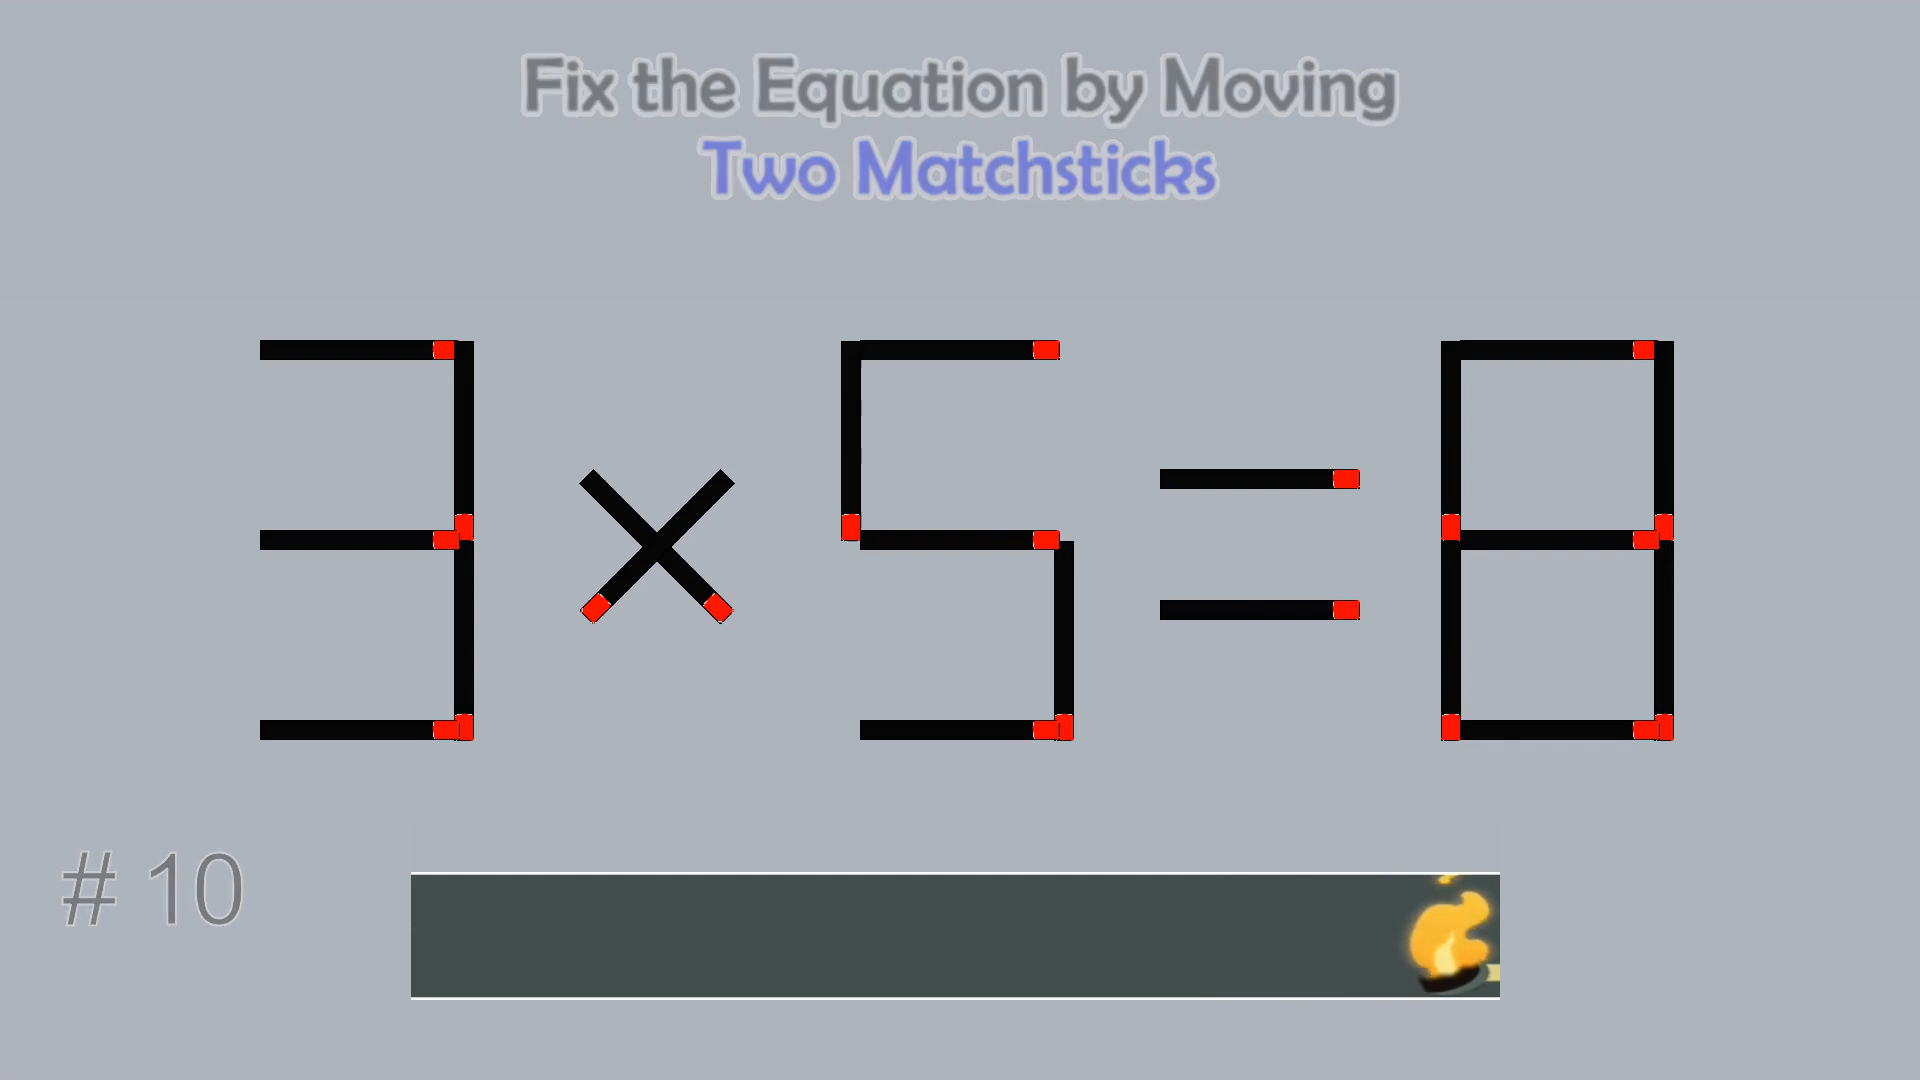 Fix the Equation by Moving
Two Matchsticks
3 × 5 = 8
# 10